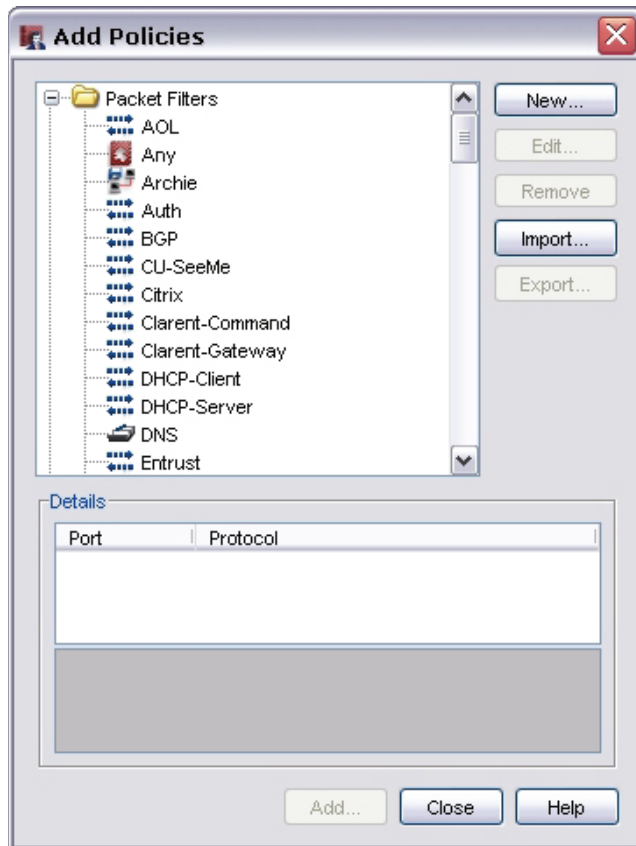 Add Policies
Packet Filters
AOL
Any
Archie
Auth
BGP
CU-SeeMe
Citrix
Clarent-Command
Clarent-Gateway
DHCP-Client
DHCP-Server
DNS
Entrust
New...
Edit...
Remove
Import...
Export...
Details
Port Protocol
Add... Close Help